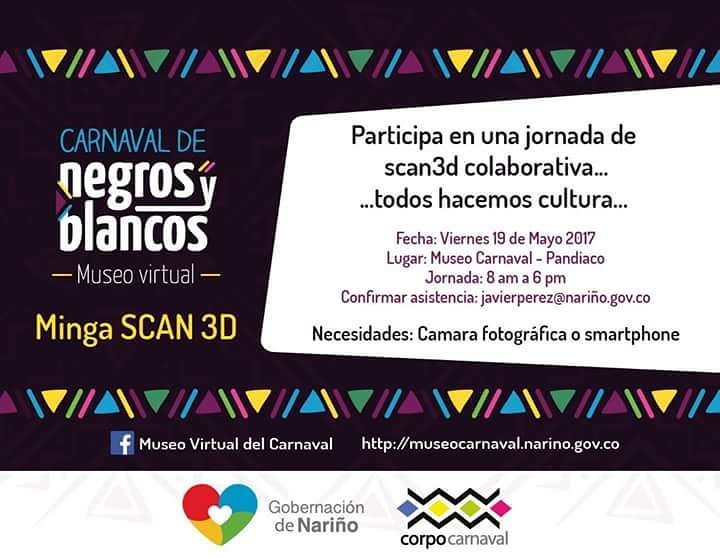 CARNAVAL DE
negros y
blancos
— Museo virtual —
Minga SCAN 3D
Participa en una jornada de
scan3d colaborativa...
...todos hacemos cultura...
Fecha: Viernes 19 de Mayo 2017
Lugar: Museo Carnaval - Pandiaco
Jornada: 8 am a 6 pm
Confirmar asistencia: javierperez@nariño.gov.co
Necesidades: Camara fotográfica o smartphone
Museo Virtual del Carnaval
http://museocarnaval.narino.gov.co
Gobernación
de Nariño
corpocarnaval